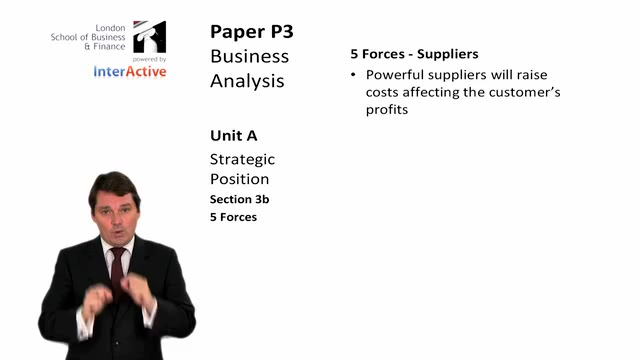 London
School of Business
& Finance
powered by
InterActive
Paper P3
Business
Analysis
Unit A
Strategic
Position
Section 3b
5 Forces
5 Forces - Suppliers
• Powerful suppliers will raise
costs affecting the customer’s
profits